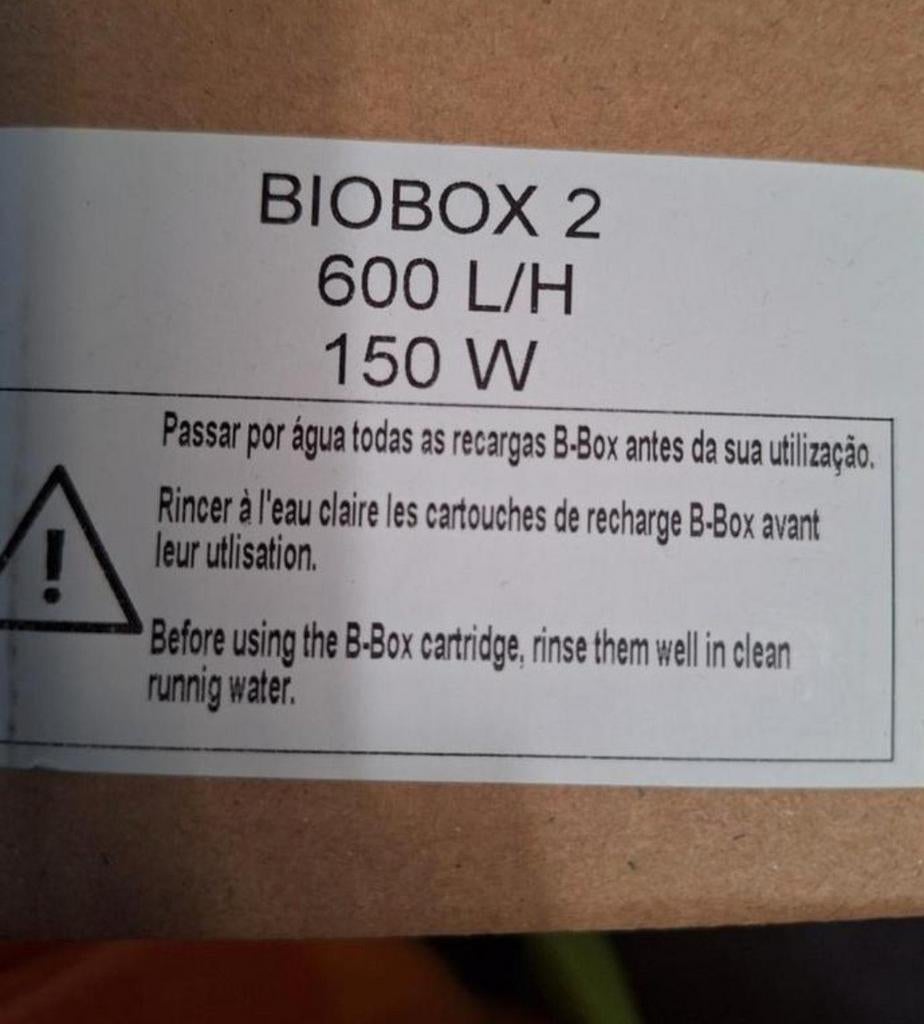 BIOBOX 2
600 L/H
150 W
Passar por água todas as recargas B-Box antes da sua utilização.
Rincer à l'eau claire les cartouches de recharge B-Box avant
leur utlisation.
Before using the B-Box cartridge, rinse them well in clean
runnig water.